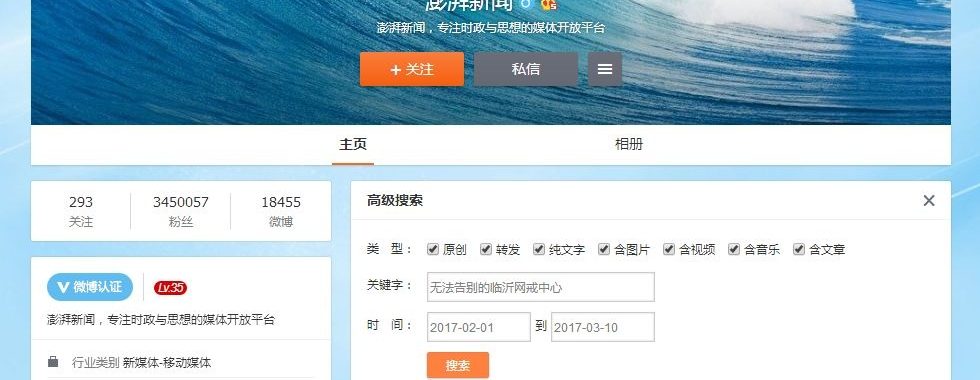 澎湃新闻
澎湃新闻，专注时政与思想的媒体开放平台
+ 关注
私信
主页
相册
293
3450057
18455
关注
粉丝
微博
V 微博认证
Lv.35
澎湃新闻，专注时政与思想的媒体开放平台
行业类别 新媒体-移动媒体
高级搜索
类 型： 原创 转发 纯文字 含图片 含视频 含音乐 含文章
关键字： 无法告别的临沂网戒中心
时 间： 2017-02-01 到 2017-03-10
搜索